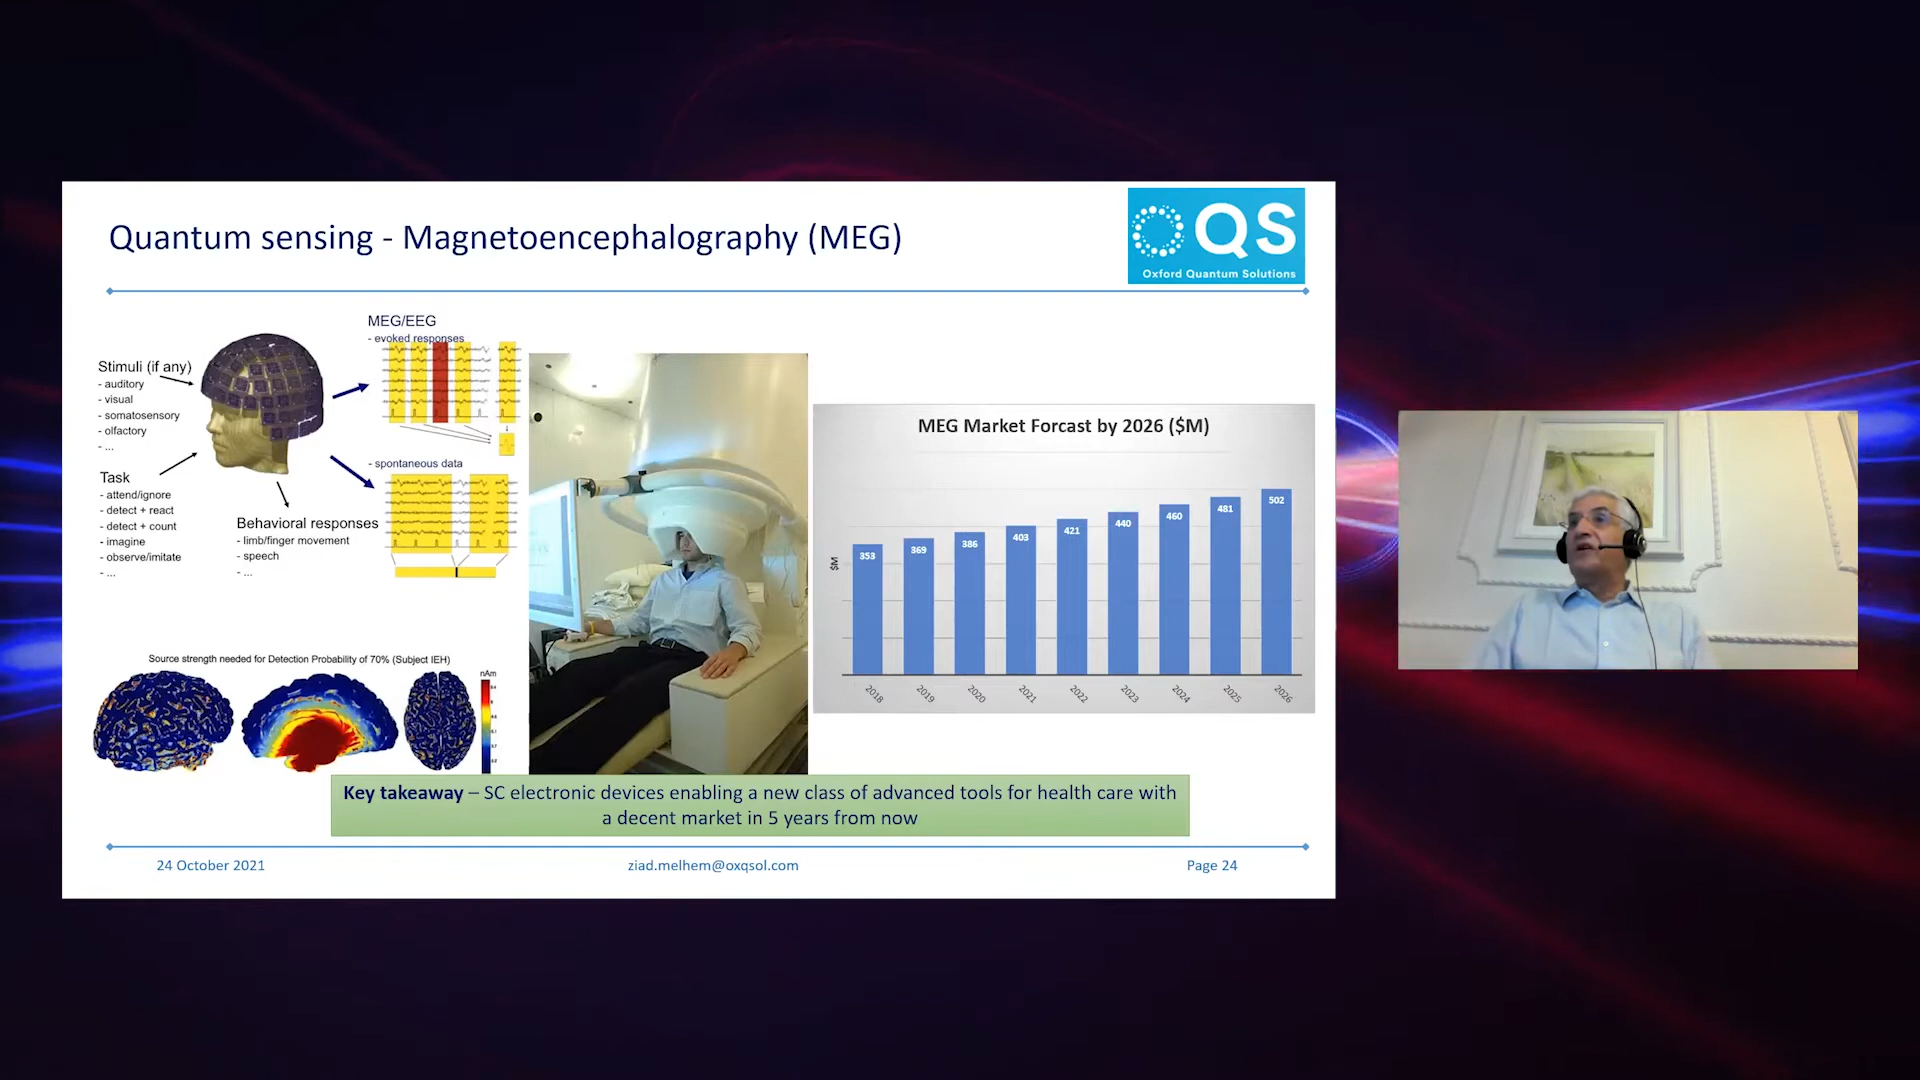 Quantum sensing - Magnetoencephalography (MEG)
QS
Oxford Quantum Solutions
Stimuli (if any)
- auditory
- visual
- somatosensory
- olfactory
- ...
Task
- attend/ignore
- detect + react
- detect + count
- imagine
- observe/imitate
- ...
MEG/EEG
- evoked responses
- spontaneous data
Behavioral responses
- limb/finger movement
- speech
- ...
Source strength needed for Detection Probability of 70% (Subject IEH)
nAm
MEG Market Forcast by 2026 ($M)
$M
353
369
386
403
421
440
460
481
502
2018
2019
2020
2021
2022
2023
2024
2025
2026
Key takeaway – SC electronic devices enabling a new class of advanced tools for health care with
a decent market in 5 years from now
24 October 2021
ziad.melhem@oxqsol.com
Page 24